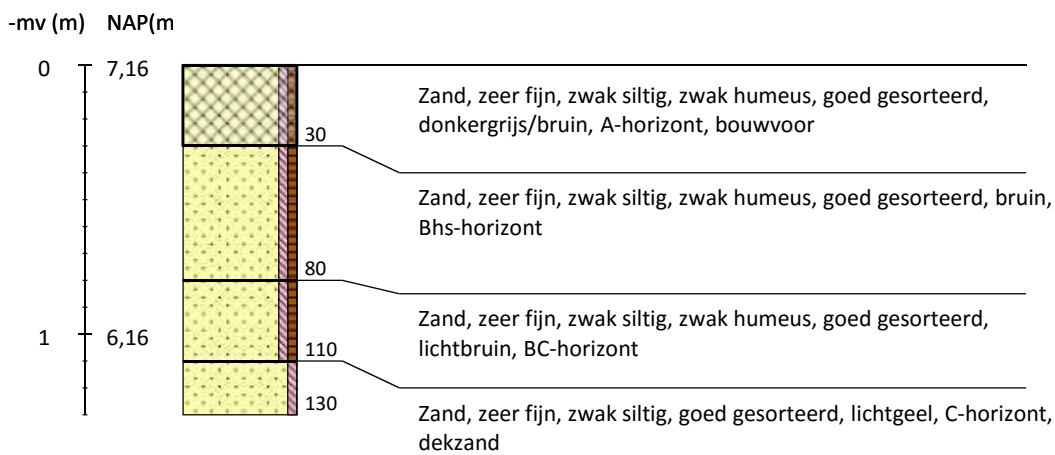 -mv (m) NAP(m
0 7,16
Zand, zeer fijn, zwak siltig, zwak humeus, goed gesorteerd,
donkergrijs/bruin, A-horizont, bouwvoor
30
Zand, zeer fijn, zwak siltig, zwak humeus, goed gesorteerd, bruin,
Bhs-horizont
80
Zand, zeer fijn, zwak siltig, zwak humeus, goed gesorteerd,
lichtbruin, BC-horizont
1 6,16
110
130
Zand, zeer fijn, zwak siltig, goed gesorteerd, lichtgeel, C-horizont,
dekzand